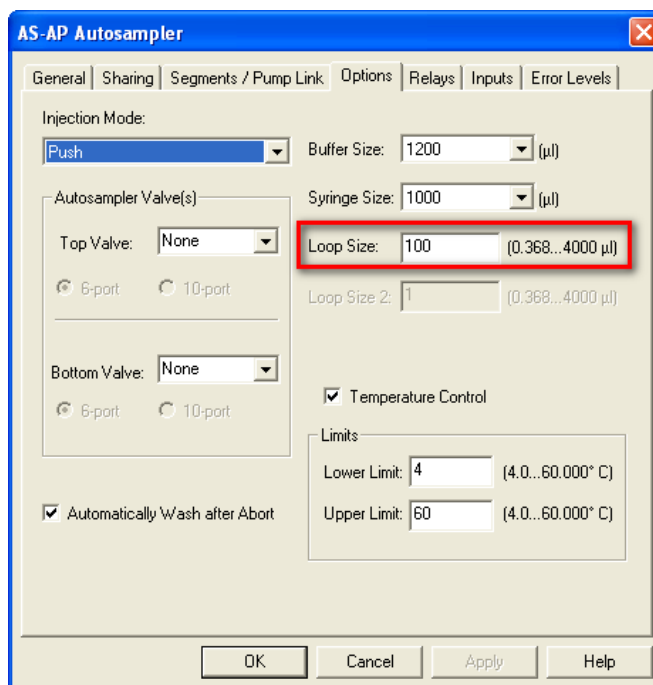 AS-AP Autosampler
General Sharing Segments / Pump Link Options Relays Inputs Error Levels
Injection Mode:
Push
Buffer Size: 1200 (µl)
Autosampler Valve(s)
Syringe Size: 1000 (µl)
Top Valve: None
Loop Size: 100 (0.368...4000 µl)
6-port 10-port
Loop Size 2: 1 (0.368...4000 µl)
Bottom Valve: None
6-port 10-port
Temperature Control
Limits
Lower Limit: 4 (4.0...60.000° C)
Automatically Wash after Abort
Upper Limit: 60 (4.0...60.000° C)
OK Cancel Apply Help